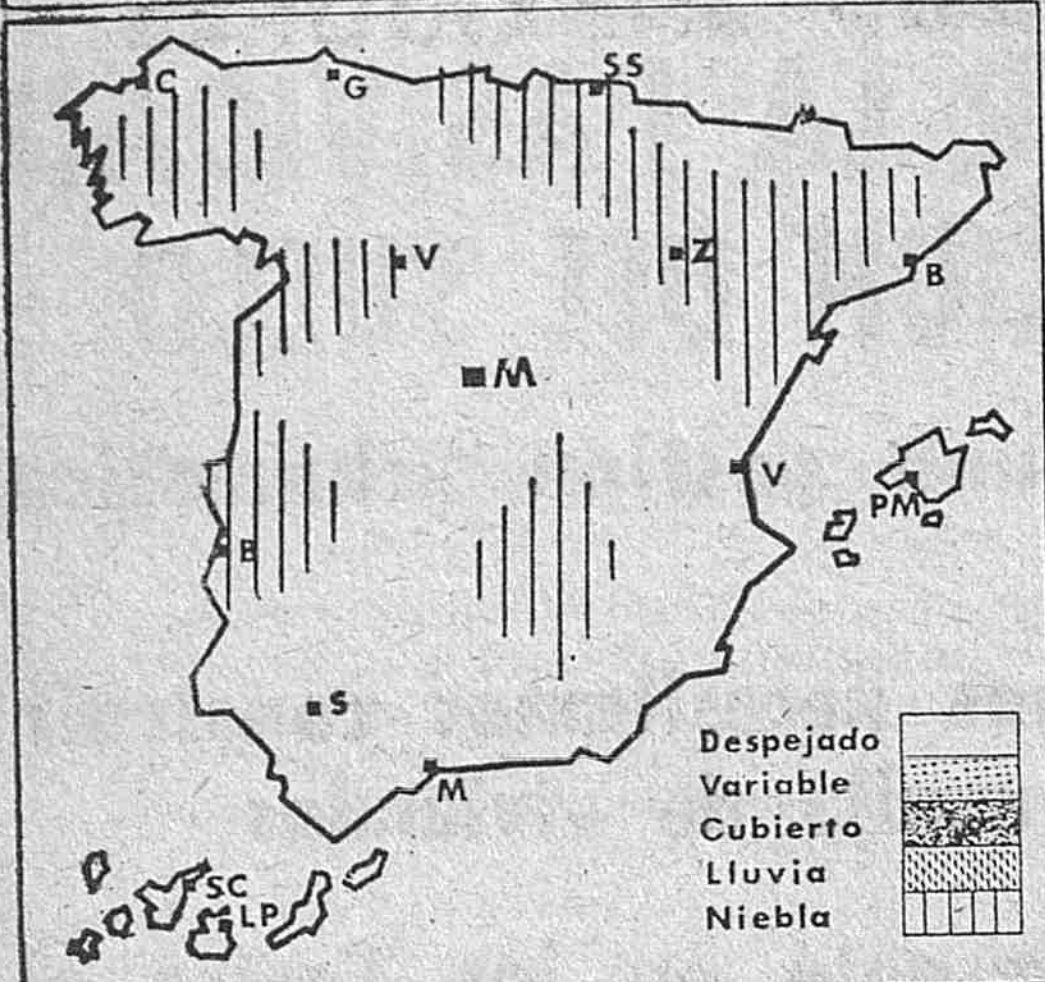 SS
C
G
V
Z
B
M
V
PM
B
S
M
SC
LP
Despejado
Variable
Cubierto
Lluvia
Niebla